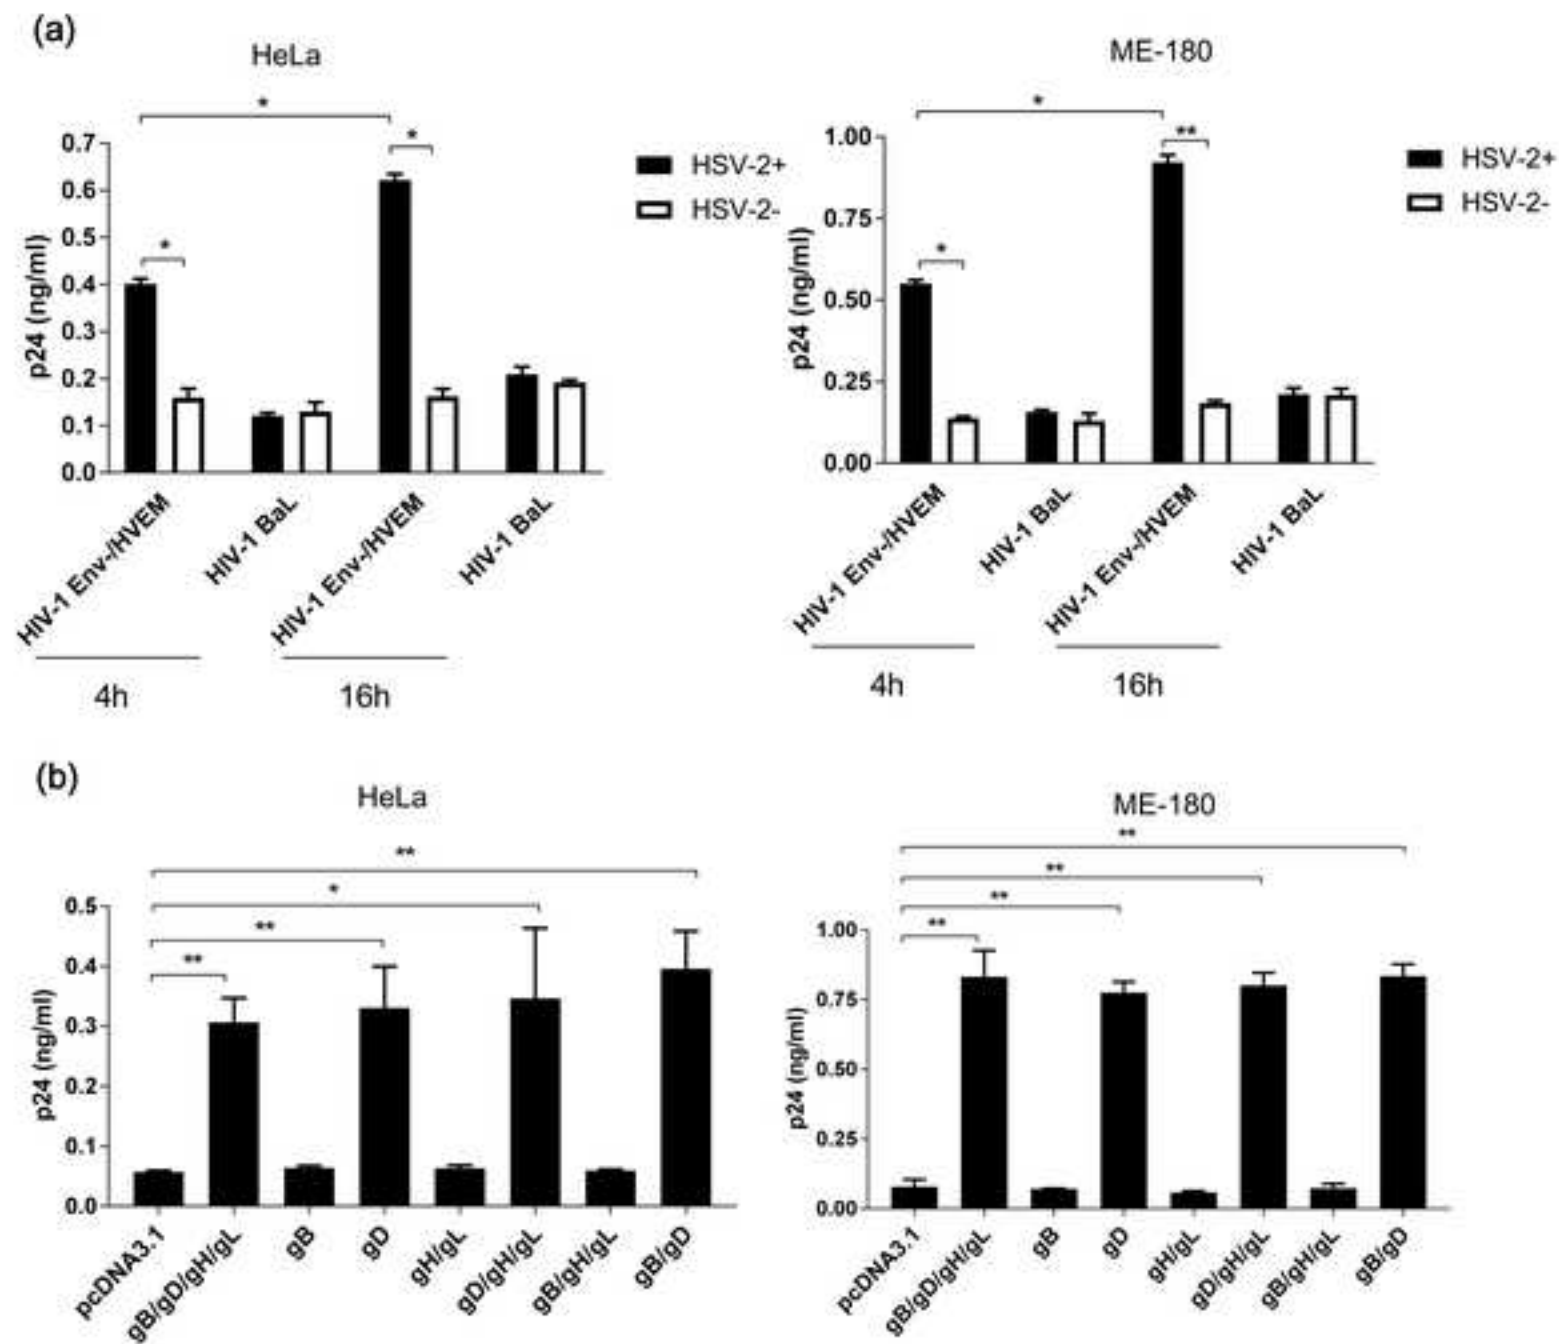 (a)
HeLa
*
*
*
0.7
0.6
0.5
0.4
0.3
0.2
0.1
0.0
p24 (ng/ml)
HSV-2+
HSV-2-
HIV-1 Env-/HVEM
HIV-1 BaL
HIV-1 Env-/HVEM
HIV-1 BaL
4h
16h
ME-180
*
**
*
1.00
0.75
0.50
0.25
0.00
p24 (ng/ml)
HSV-2+
HSV-2-
HIV-1 Env-/HVEM
HIV-1 BaL
HIV-1 Env-/HVEM
HIV-1 BaL
4h
16h
(b)
HeLa
**
*
**
**
0.5
0.4
0.3
0.2
0.1
0.0
p24 (ng/ml)
pcDNA3.1
gB/gD/gH/gL
gB
gD
gH/gL
gD/gH/gL
gB/gH/gL
gB/gD
ME-180
**
**
**
**
1.00
0.75
0.50
0.25
0.00
p24 (ng/ml)
pcDNA3.1
gB/gD/gH/gL
gB
gD
gH/gL
gD/gH/gL
gB/gH/gL
gB/gD